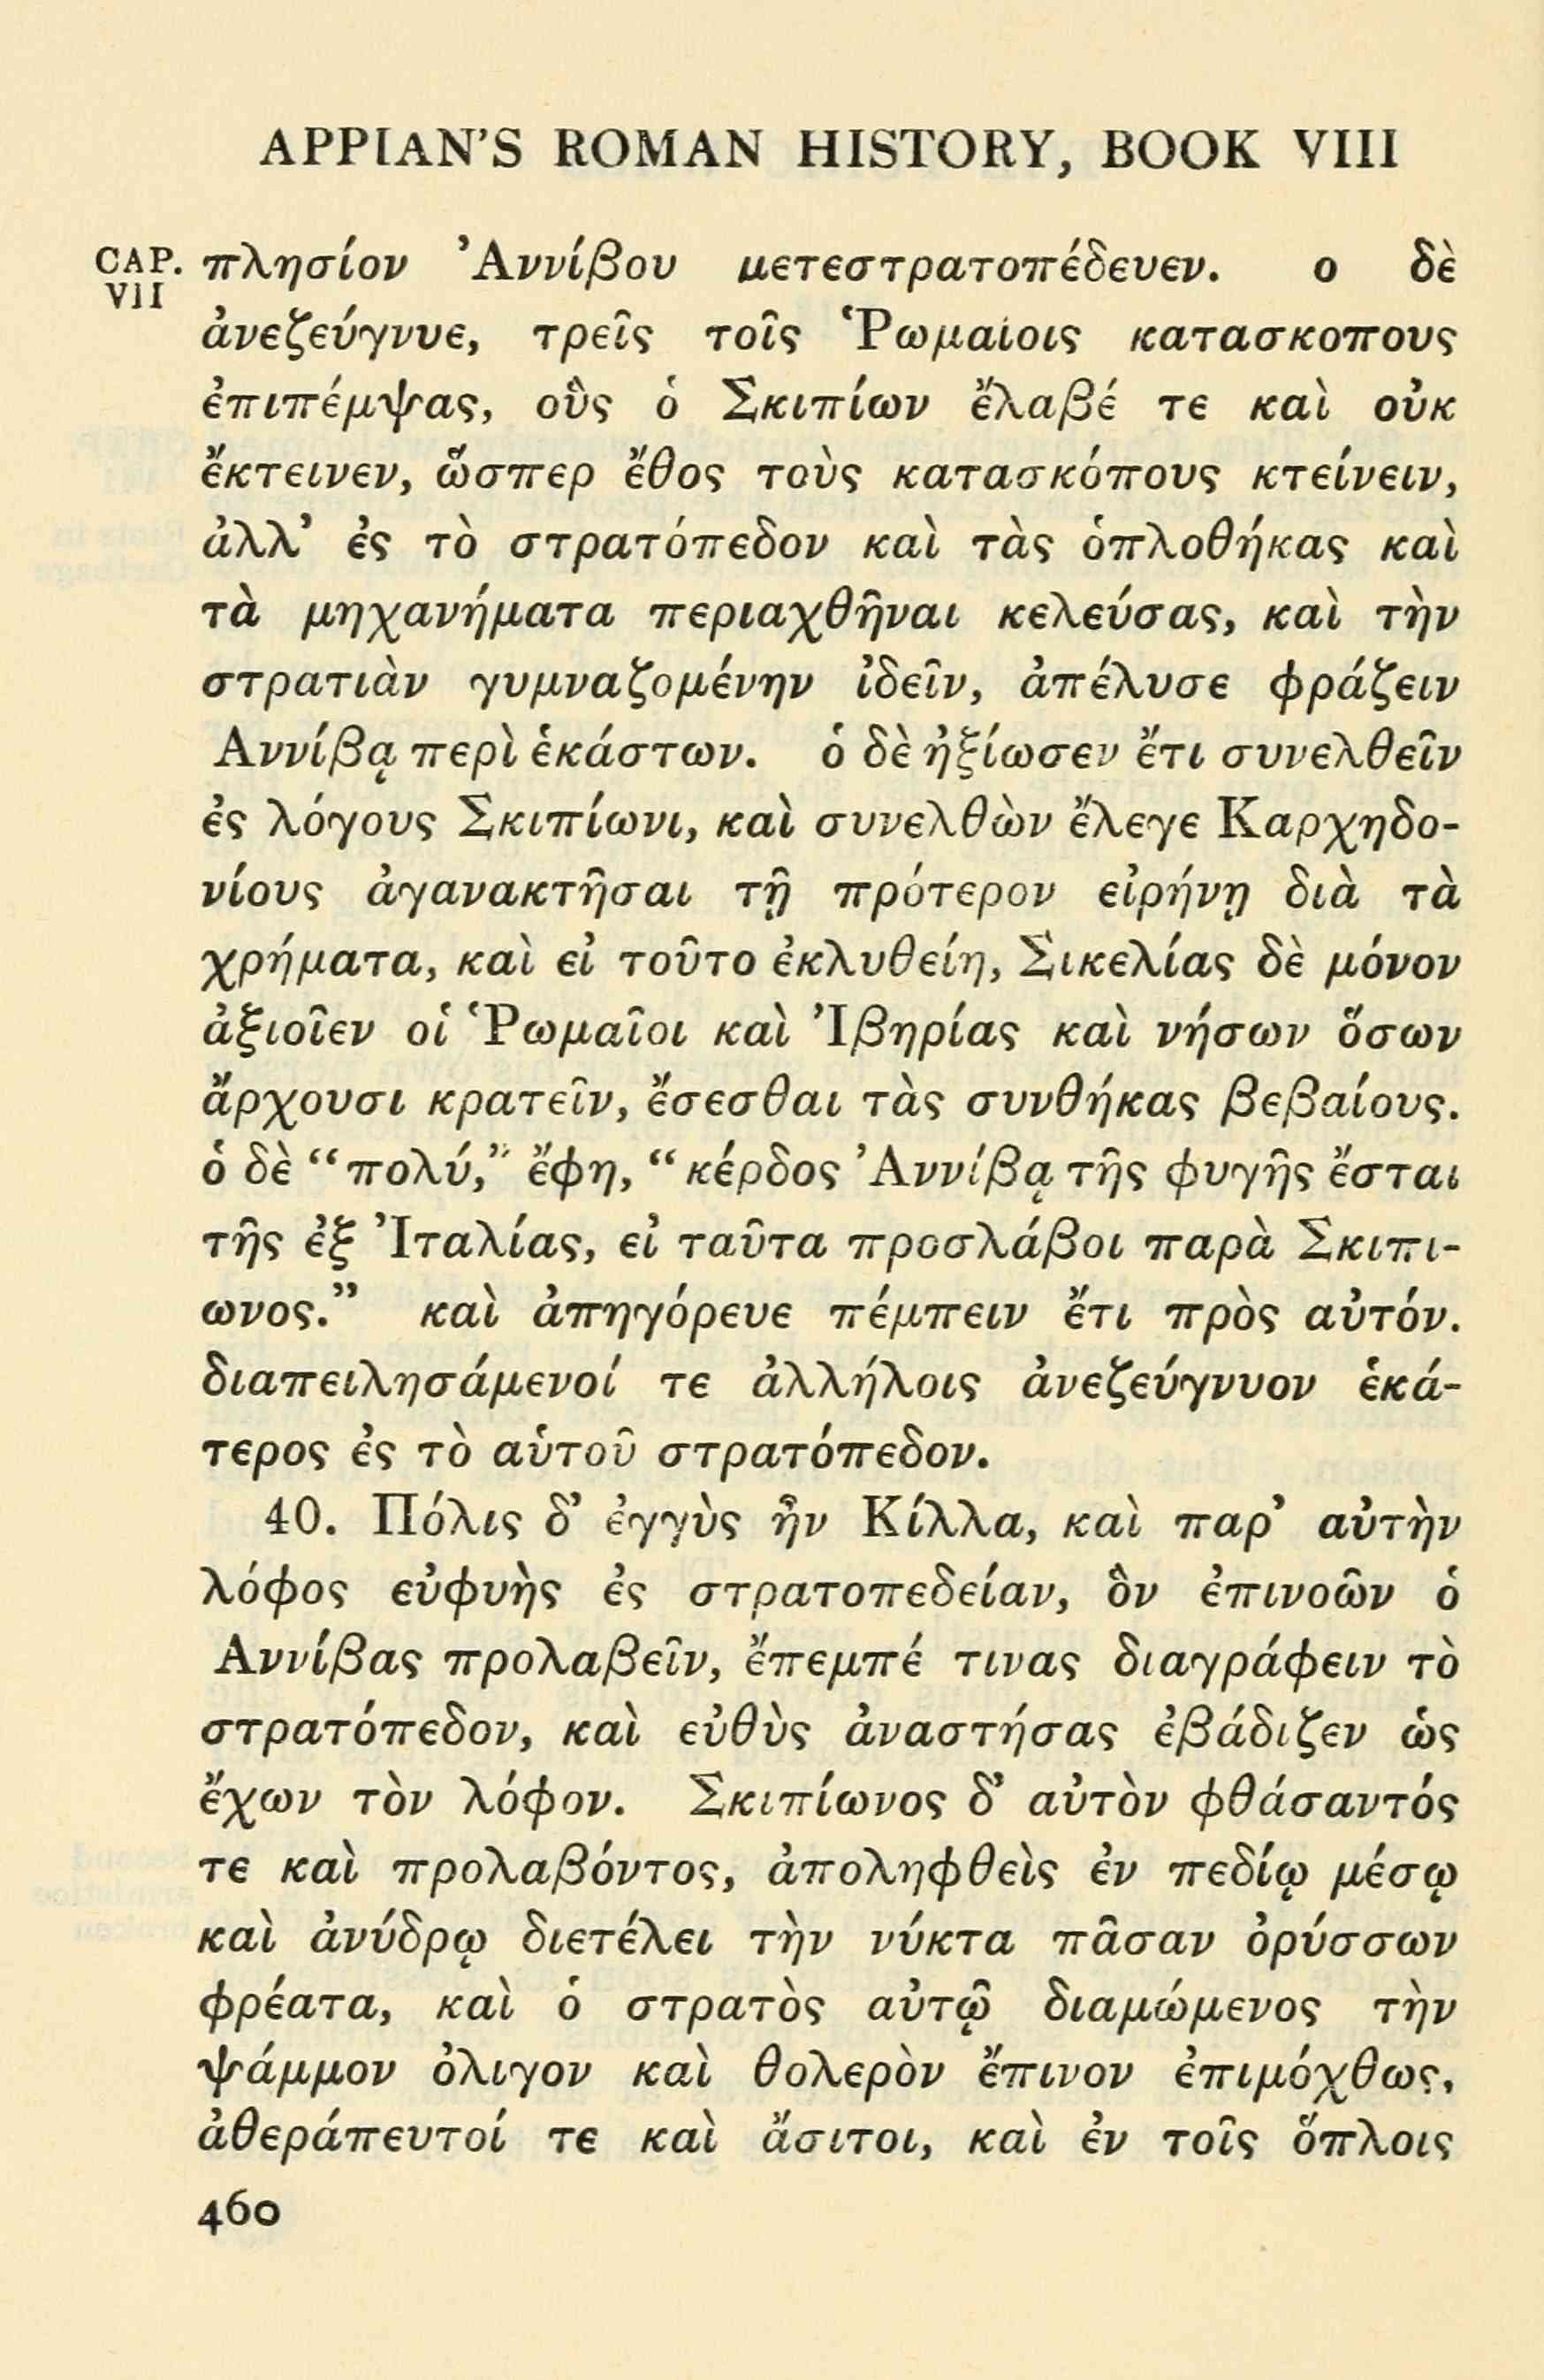 APPIAN'S ROMAN HISTORY, BOOK VIII
CAP. VII
πλησίον Ἀννίβου μετεστρατοπέδευεν. ο δὲ
ἀνεζεύγνυε, τρεῖς τοῖς Ῥωμαίοις κατασκοπους
ἐπιπέμψας, οὓς ὁ Σκιπίων ἔλαβέ τε καὶ οὐκ
ἔκτεινεν, ὥσπερ ἔθος τοὺς κατασκόπους κτείνειν,
ἀλλ' ἐς τὸ στρατόπεδον καὶ τὰς ὁπλοθήκας καὶ
τὰ μηχανήματα περιαχθῆναι κελεύσας, καὶ τὴν
στρατιὰν γυμναζομένην ἰδεῖν, ἀπέλυσε φράζειν
Αννίβᾳ περὶ ἑκάστων. ὁ δὲ ἠξίωσεν ἔτι συνελθεῖν
ἐς λόγους Σκιπίωνι, καὶ συνελθὼν ἔλεγε Καρχηδο-
νίους ἀγανακτῆσαι τῇ πρότερον εἰρήνῃ διὰ τὰ
χρήματα, καὶ εἰ τοῦτο ἐκλυθείη, Σικελίας δὲ μόνον
ἀξιοῖεν οἱ Ῥωμαῖοι καὶ Ἰβηρίας καὶ νήσων ὅσων
ἄρχουσι κρατεῖν, ἔσεσθαι τὰς συνθήκας βεβαίους.
ὁ δὲ "πολύ," ἔφη, "κέρδος Ἀννίβᾳ τῆς φυγῆς ἔσται
τῆς ἐξ Ἰταλίας, εἰ ταῦτα προσλάβοι παρὰ Σκιπι-
ωνος." καὶ ἀπηγόρευε πέμπειν ἔτι πρὸς αὐτόν.
διαπειλησάμενοί τε ἀλλήλοις ἀνεζεύγνυον ἑκά-
τερος ἐς τὸ αὑτοῦ στρατόπεδον.
40. Πόλις δ' ἐγγὺς ἦν Κίλλα, καὶ παρ' αὐτὴν
λόφος εὐφυὴς ἐς στρατοπεδείαν, ὃν ἐπινοῶν ὁ
Αννίβας προλαβεῖν, ἔπεμπέ τινας διαγράφειν τὸ
στρατόπεδον, καὶ εὐθὺς ἀναστήσας ἐβάδιζεν ὡς
ἔχων τὸν λόφον. Σκιπίωνος δ' αὐτὸν φθάσαντός
τε καὶ προλαβόντος, ἀποληφθεὶς ἐν πεδίῳ μέσῳ
καὶ ἀνύδρῳ διετέλει τὴν νύκτα πᾶσαν ὀρύσσων
φρέατα, καὶ ὁ στρατὸς αὐτῷ διαμώμενος τὴν
ψάμμον ὀλιγον καὶ θολερὸν ἔπινον ἐπιμόχθως,
ἀθεράπευτοί τε καὶ ἄσιτοι, καὶ ἐν τοῖς ὅπλοις
460